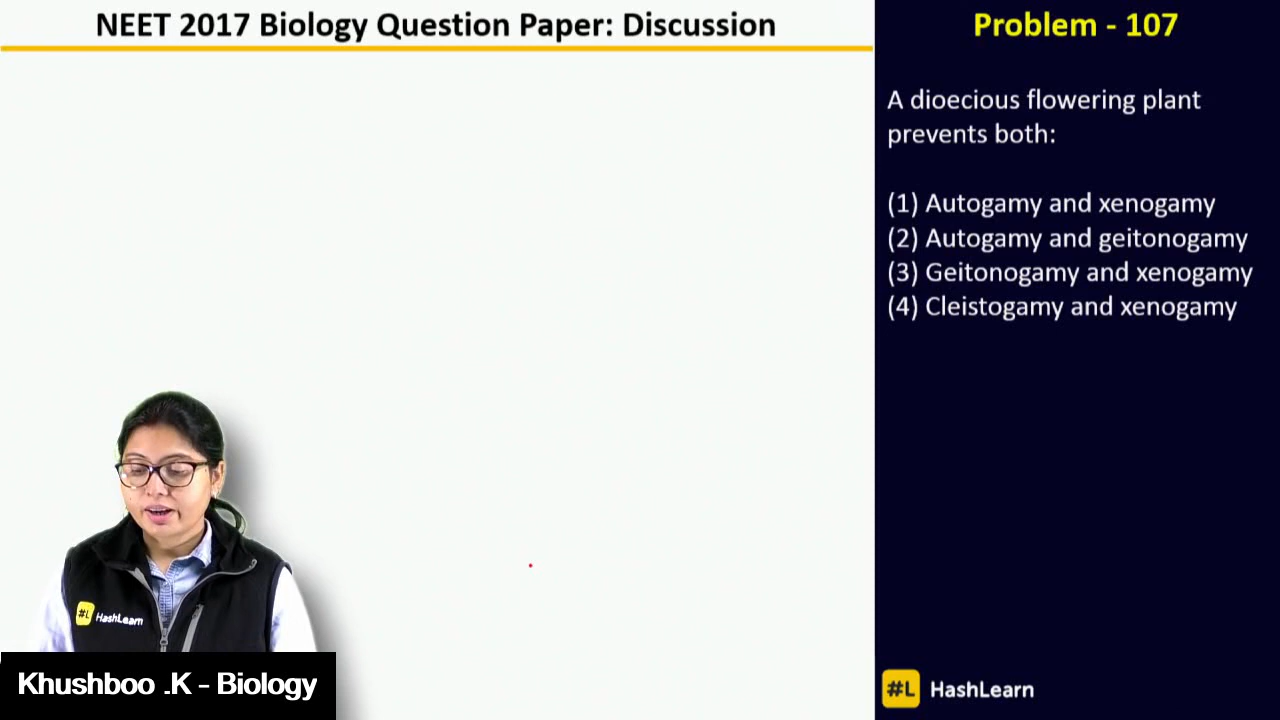 NEET 2017 Biology Question Paper: Discussion
Problem - 107
A dioecious flowering plant
prevents both:
(1) Autogamy and xenogamy
(2) Autogamy and geitonogamy
(3) Geitonogamy and xenogamy
(4) Cleistogamy and xenogamy
#L HashLearn
Khushboo .K – Biology
#L HashLearn